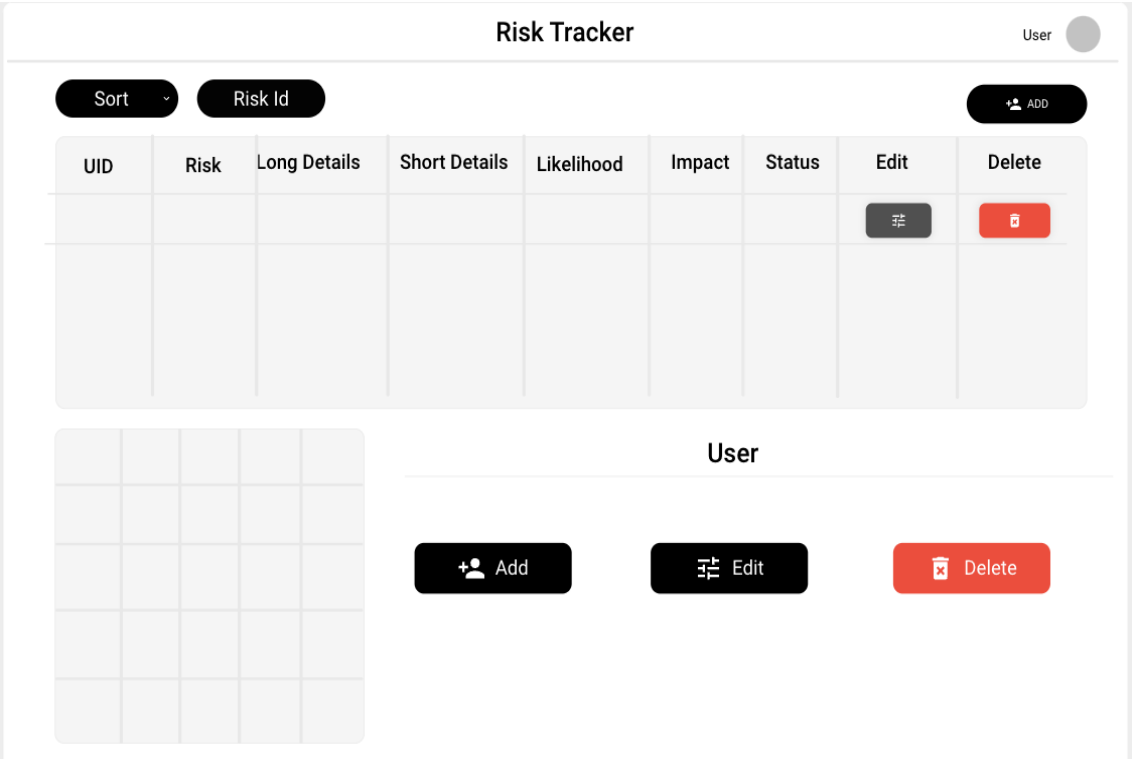 Risk Tracker
User
Sort
Risk Id
ADD
UID Risk Long Details Short Details Likelihood Impact Status Edit Delete
User
Add Edit Delete